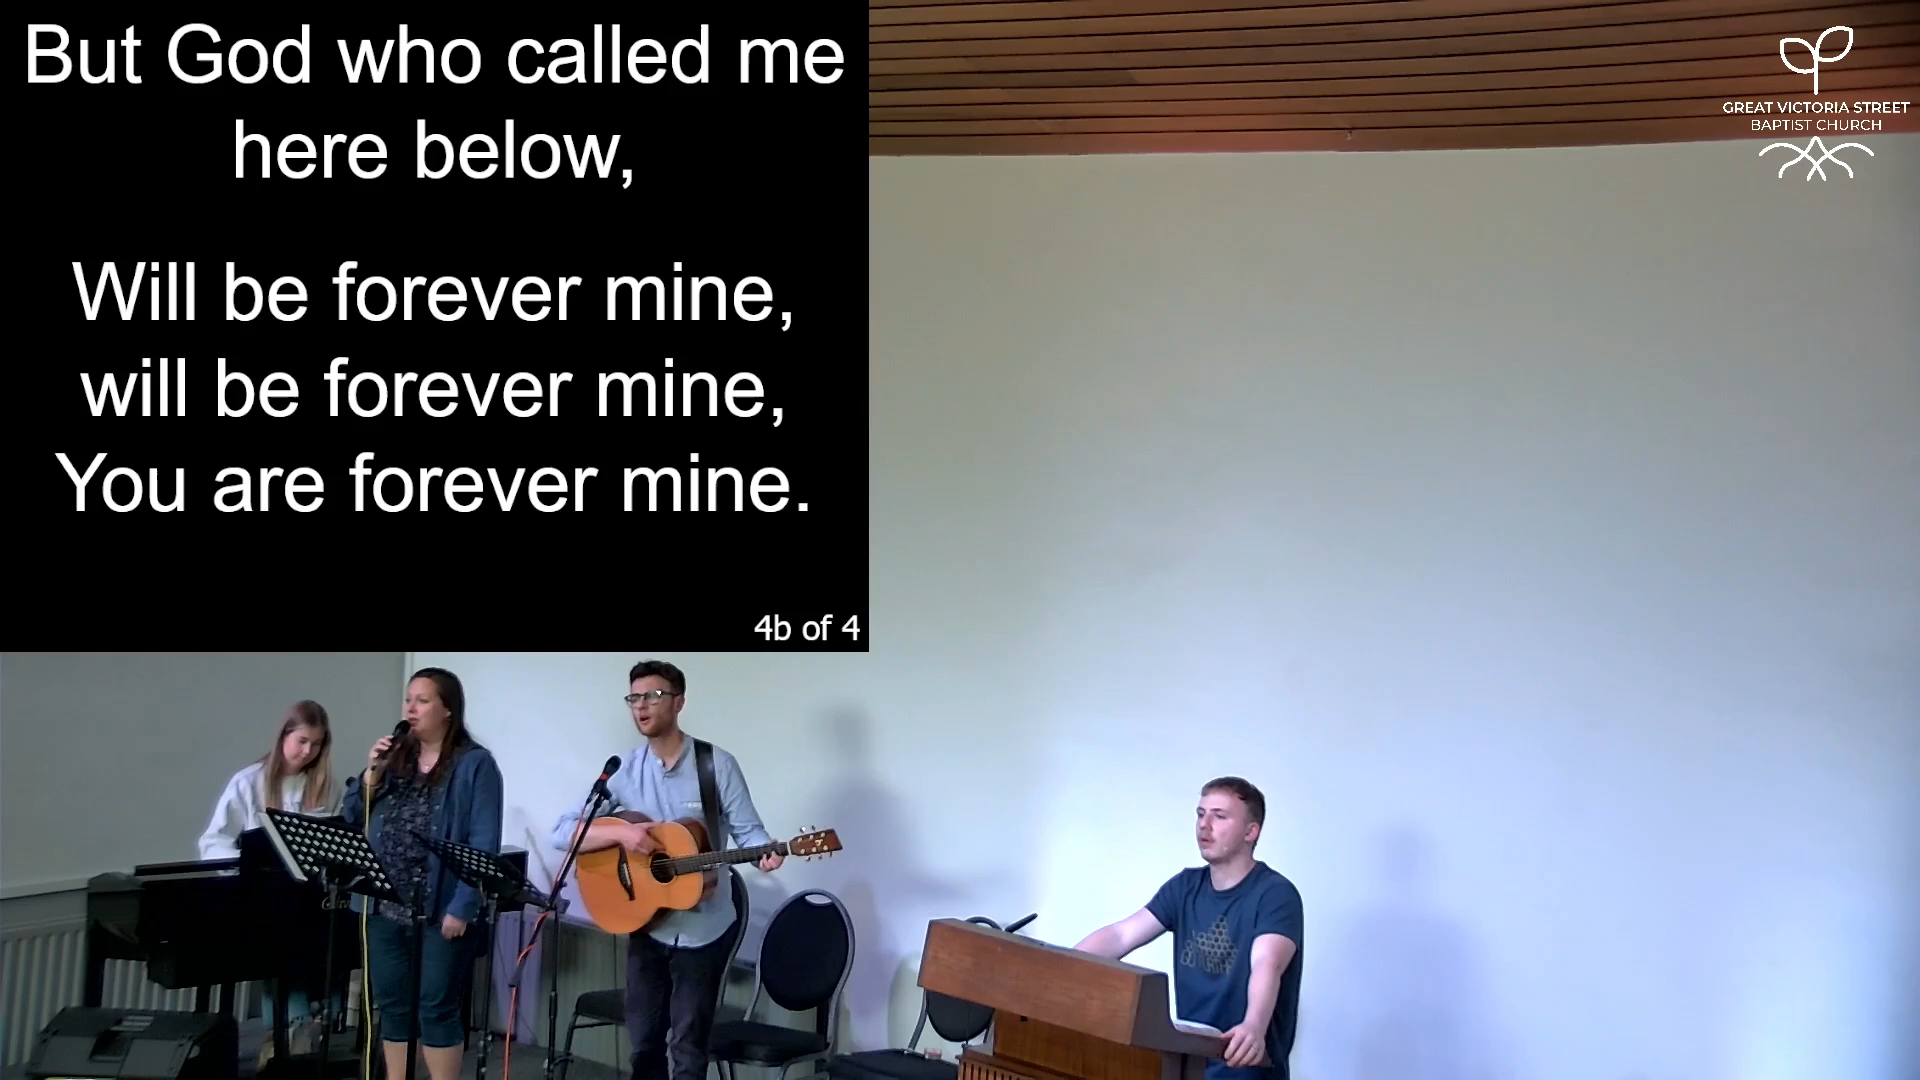 But God who called me
here below,
Will be forever mine,
will be forever mine,
You are forever mine.
4b of 4
GREAT VICTORIA STREET
BAPTIST CHURCH